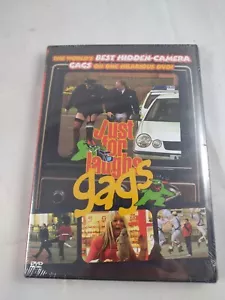 THE WORLD'S BEST HIDDEN-CAMERA
GAGS ON ONE HILARIOUS DVD!
Just
for
laughs
gags
DVD